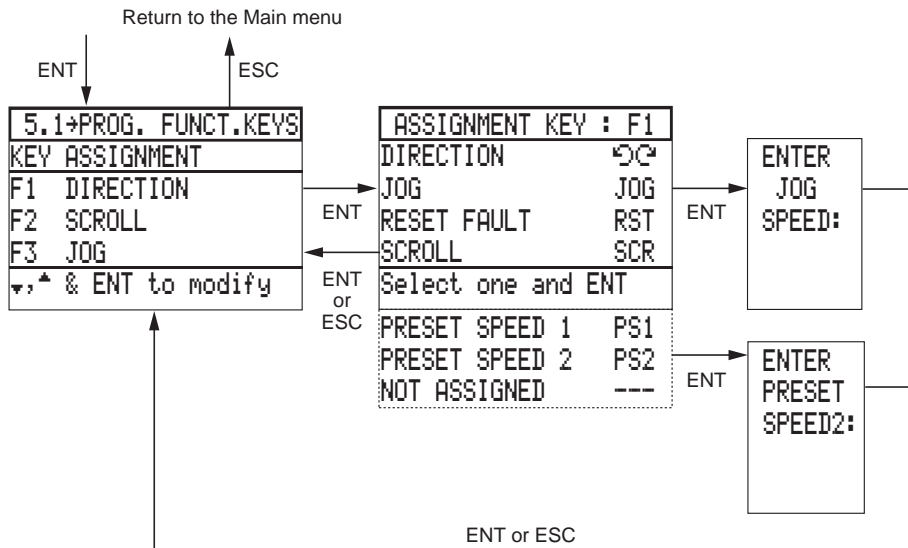 Return to the Main menu
ENT
ESC
5.1→PROG. FUNCT.KEYS
KEY ASSIGNMENT
F1 DIRECTION
F2 SCROLL
F3 JOG
▼,▲ & ENT to modify
ENT
ENT
or
ESC
ASSIGNMENT KEY : F1
DIRECTION ↶↷
JOG JOG
RESET FAULT RST
SCROLL SCR
Select one and ENT
PRESET SPEED 1 PS1
PRESET SPEED 2 PS2
NOT ASSIGNED ---
ENT
ENTER
JOG
SPEED:
ENT
ENTER
PRESET
SPEED2:
ENT or ESC